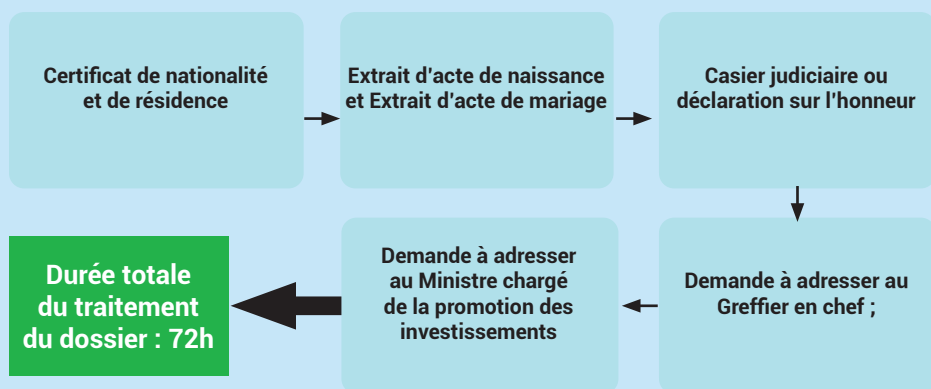 Certificat de nationalité
et de résidence
Extrait d'acte de naissance
et Extrait d'acte de mariage
Casier judiciaire ou
déclaration sur l'honneur
Demande à adresser au
Greffier en chef ;
Demande à adresser
au Ministre chargé
de la promotion des
investissements
Durée totale
du traitement
du dossier : 72h